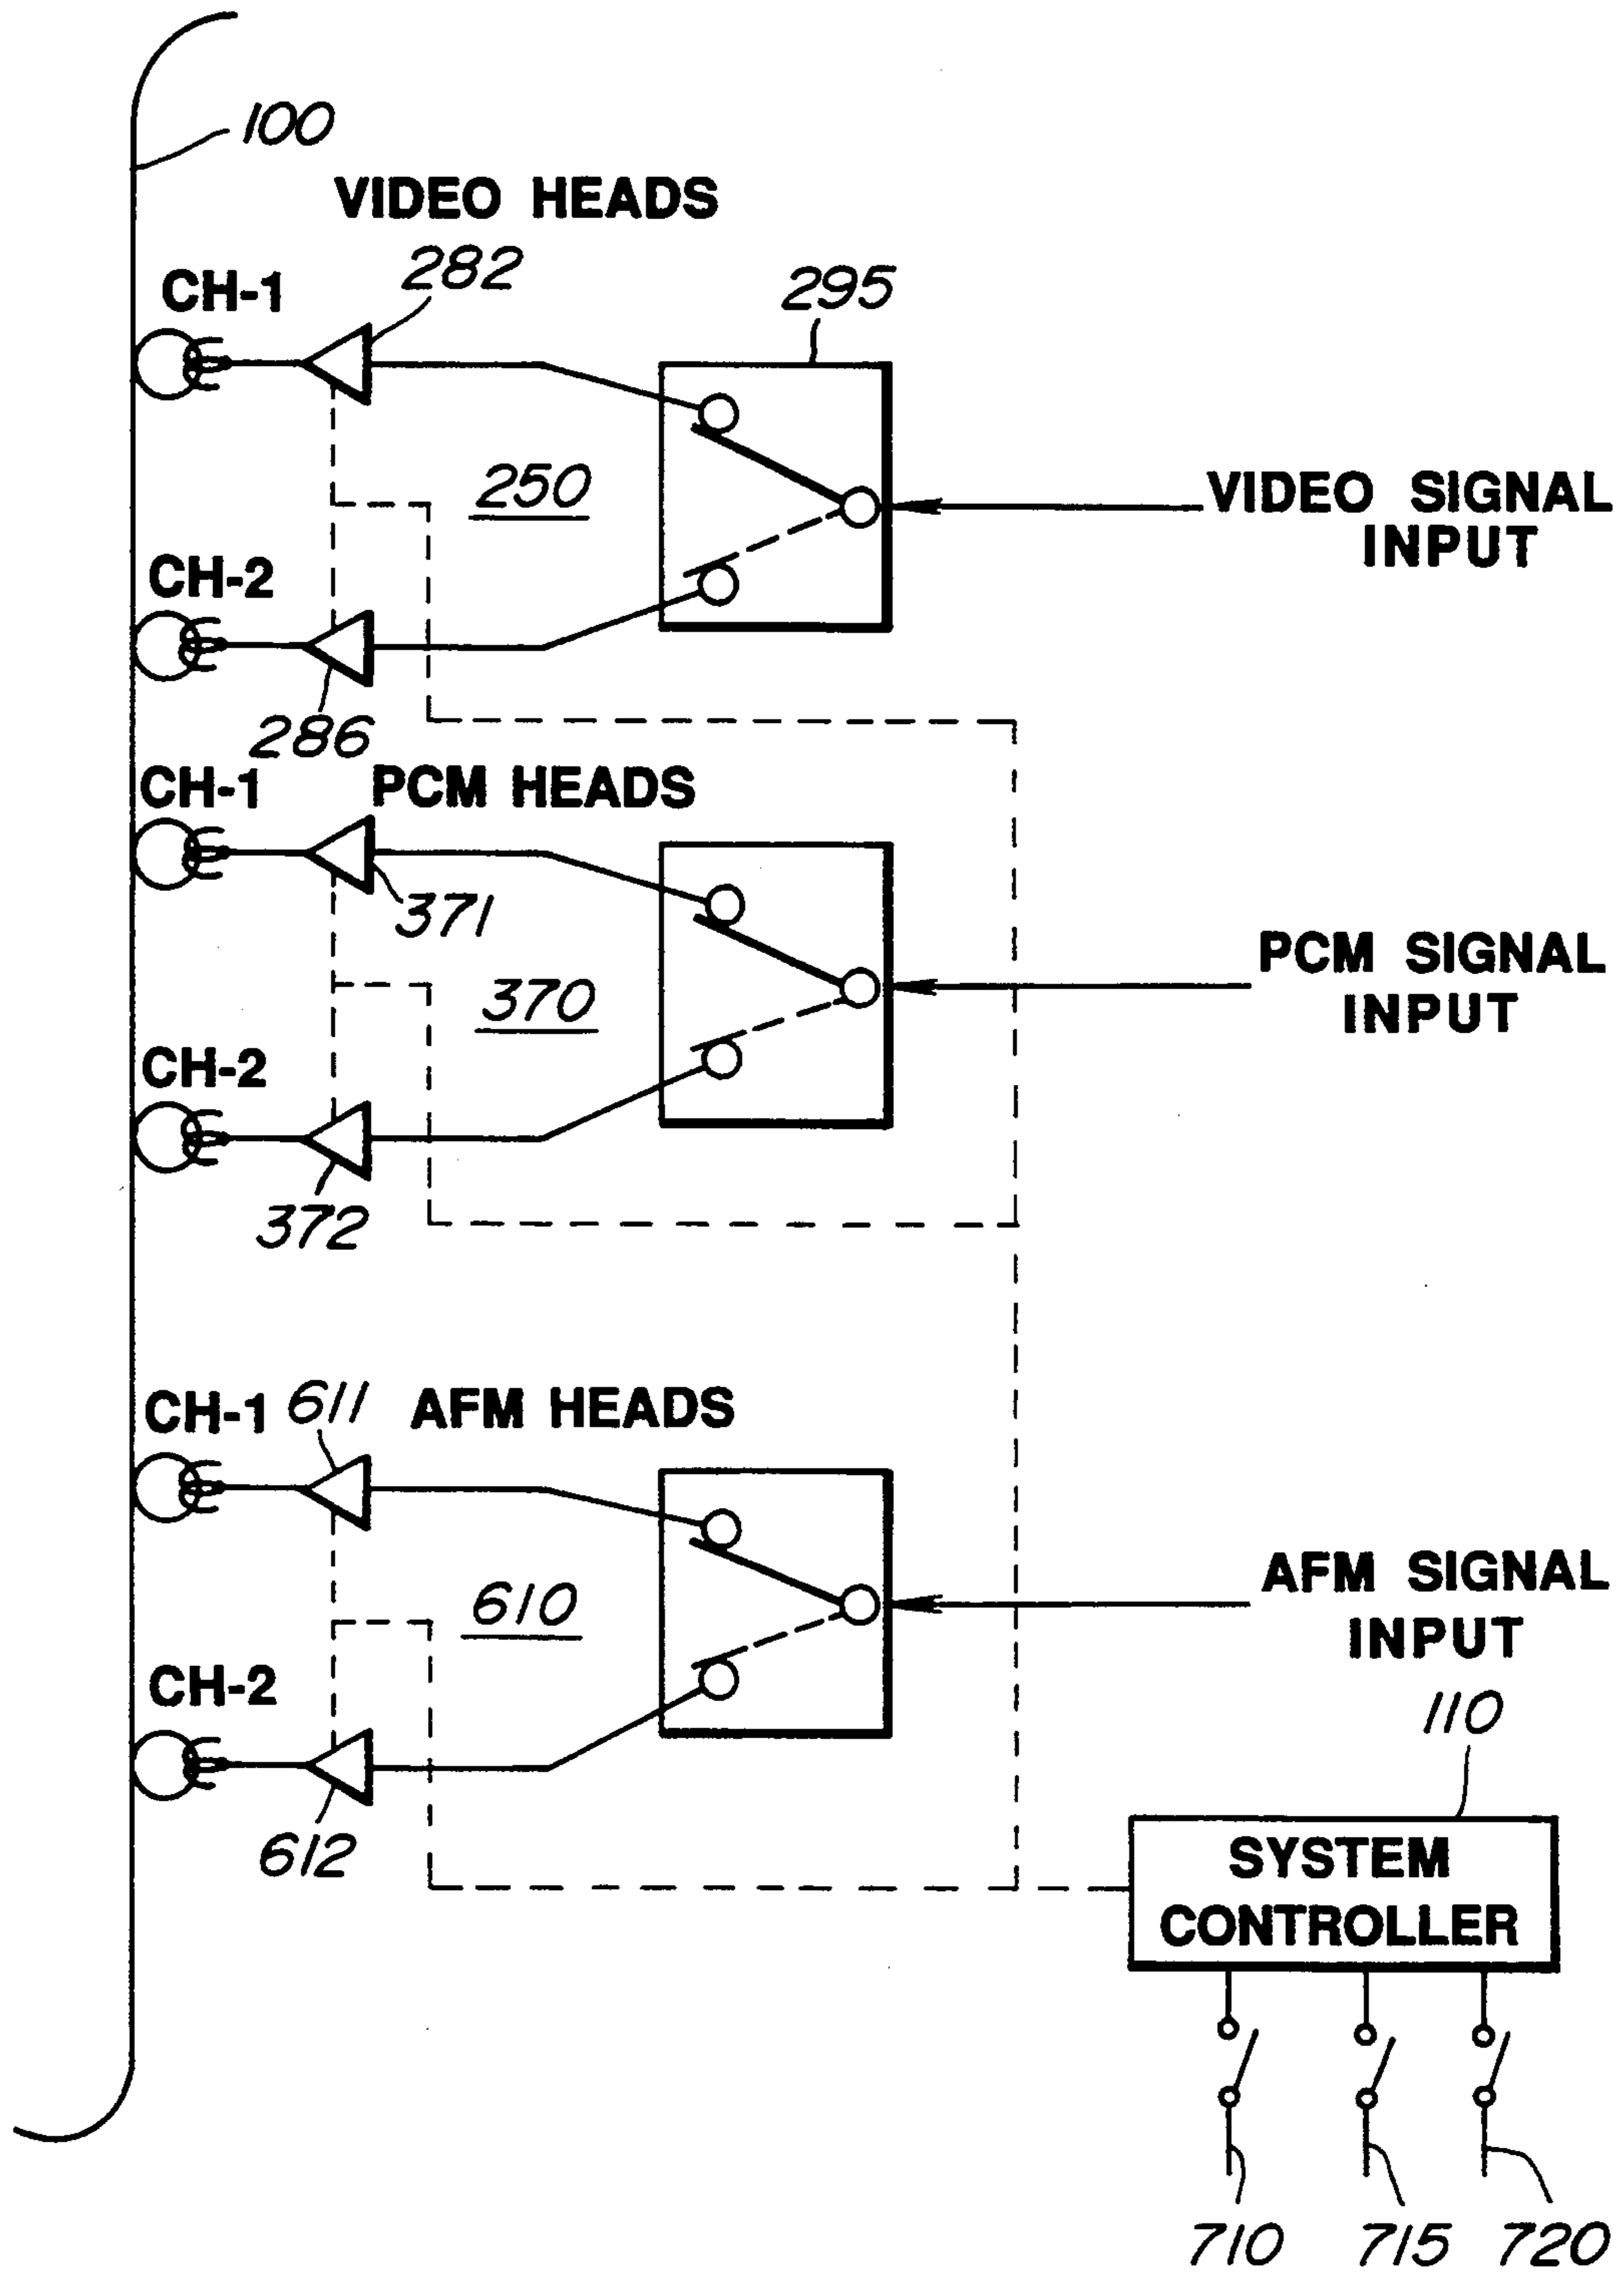 100
VIDEO HEADS
282
CH-1
295
250
VIDEO SIGNAL
INPUT
CH-2
286
CH-1
PCM HEADS
371
370
PCM SIGNAL
INPUT
CH-2
372
CH-1
611
AFM HEADS
610
AFM SIGNAL
INPUT
CH-2
612
110
SYSTEM
CONTROLLER
710
715
720